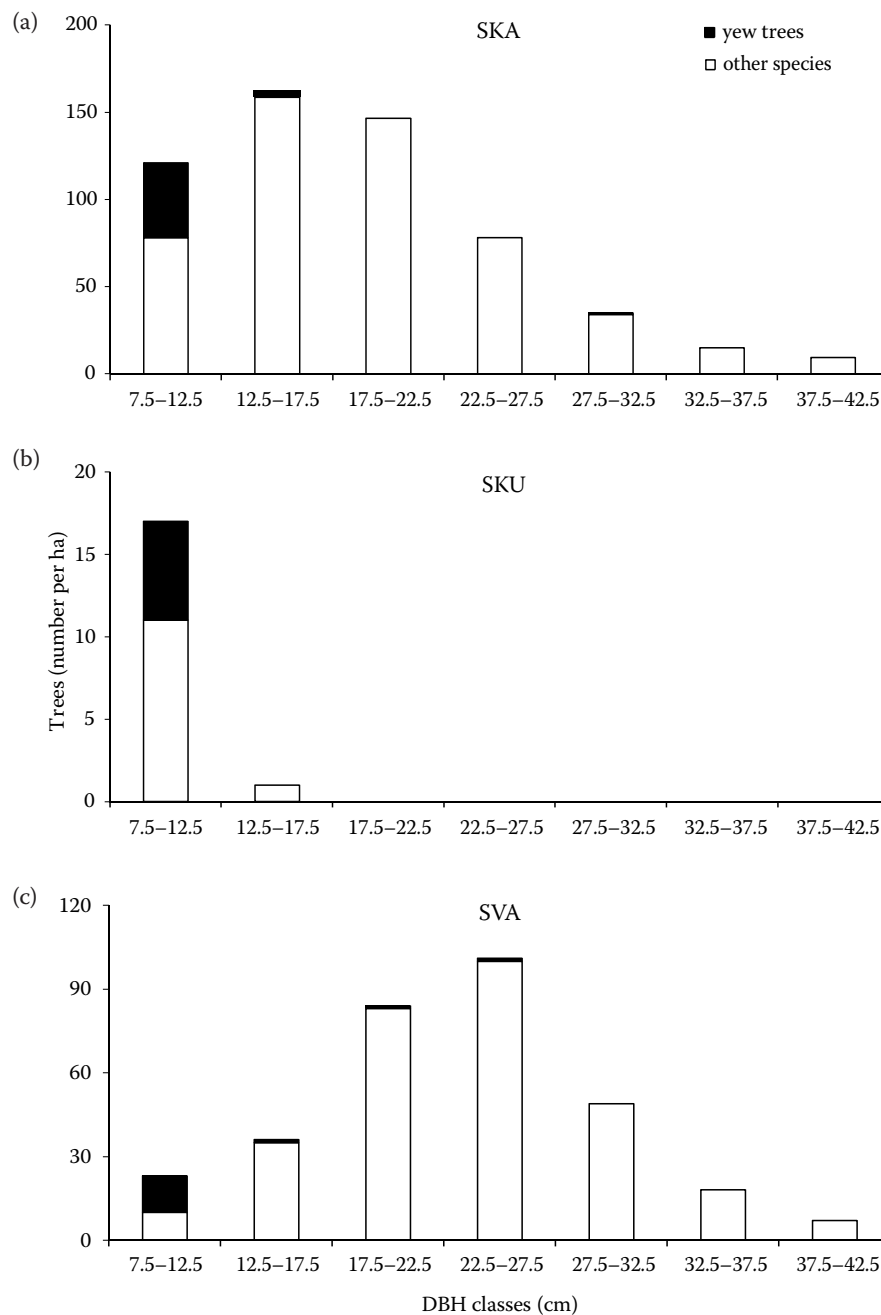 (a)
SKA
yew trees
other species
200
150
100
50
0
7.5–12.5 12.5–17.5 17.5–22.5 22.5–27.5 27.5–32.5 32.5–37.5 37.5–42.5
(b)
SKU
Trees (number per ha)
20
15
10
5
0
7.5–12.5 12.5–17.5 17.5–22.5 22.5–27.5 27.5–32.5 32.5–37.5 37.5–42.5
(c)
SVA
120
90
60
30
0
7.5–12.5 12.5–17.5 17.5–22.5 22.5–27.5 27.5–32.5 32.5–37.5 37.5–42.5
DBH classes (cm)